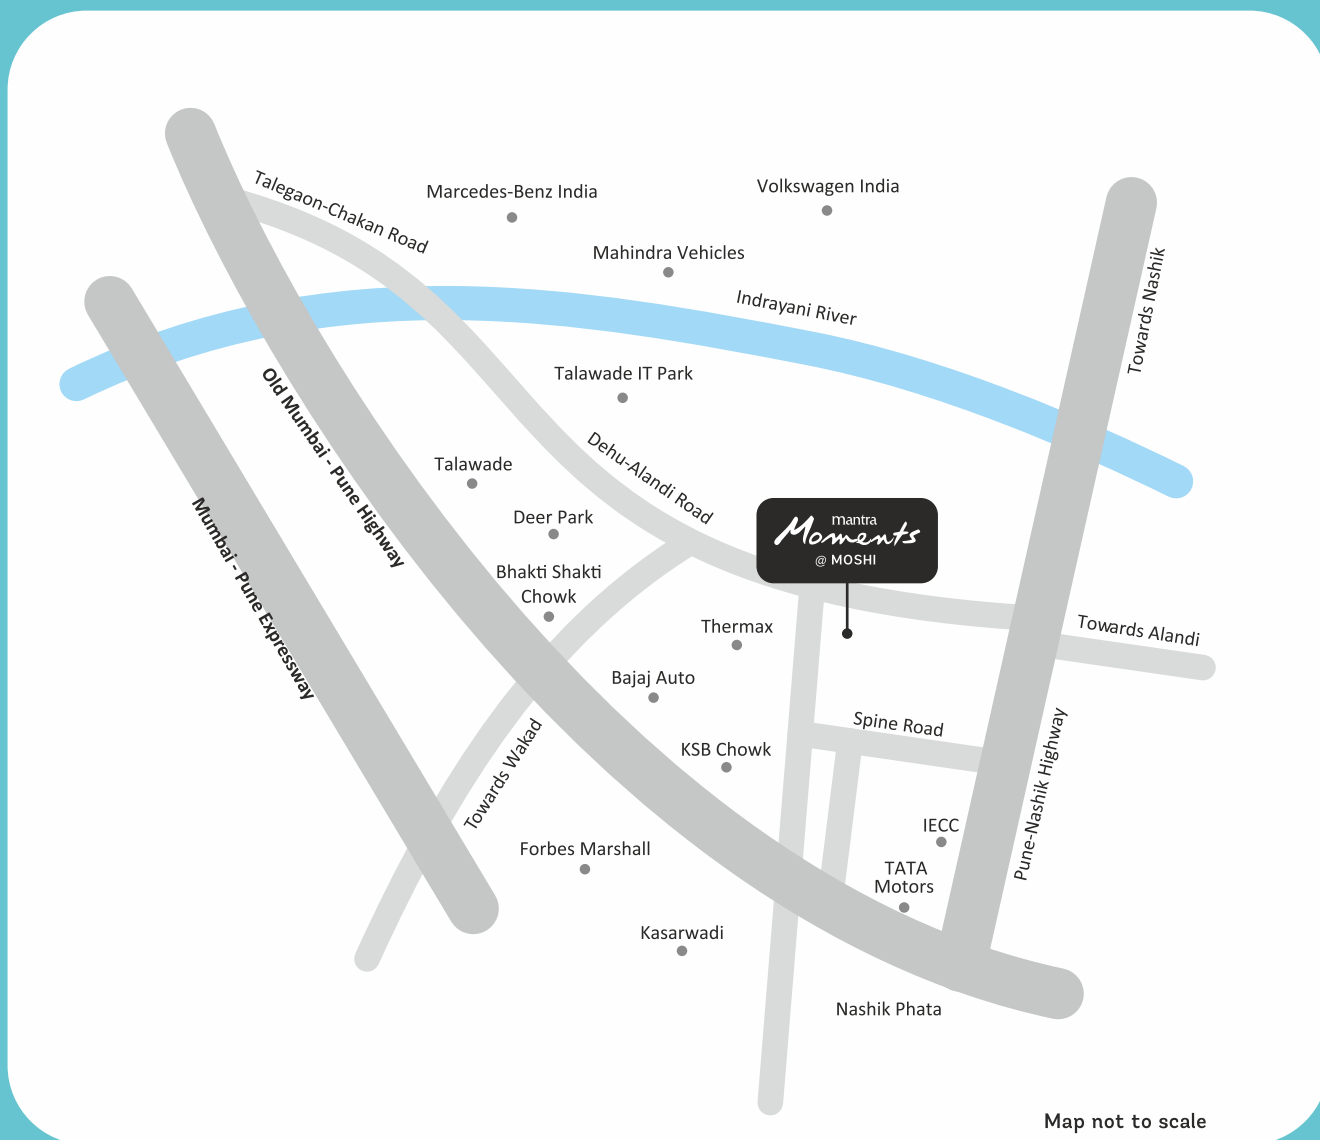 Talegaon-Chakan Road
Marcedes-Benz India
Volkswagen India
Mahindra Vehicles
Indrayani River
Towards Nashik
Old Mumbai - Pune Highway
Talawade IT Park
Dehu-Alandi Road
Talawade
Mumbai - Pune Expressway
Deer Park
mantra
Moments
@ MOSHI
Bhakti Shakti
Chowk
Thermax
Towards Alandi
Bajaj Auto
Spine Road
Pune-Nashik Highway
Towards Wakad
KSB Chowk
IECC
Forbes Marshall
TATA
Motors
Kasarwadi
Nashik Phata
Map not to scale